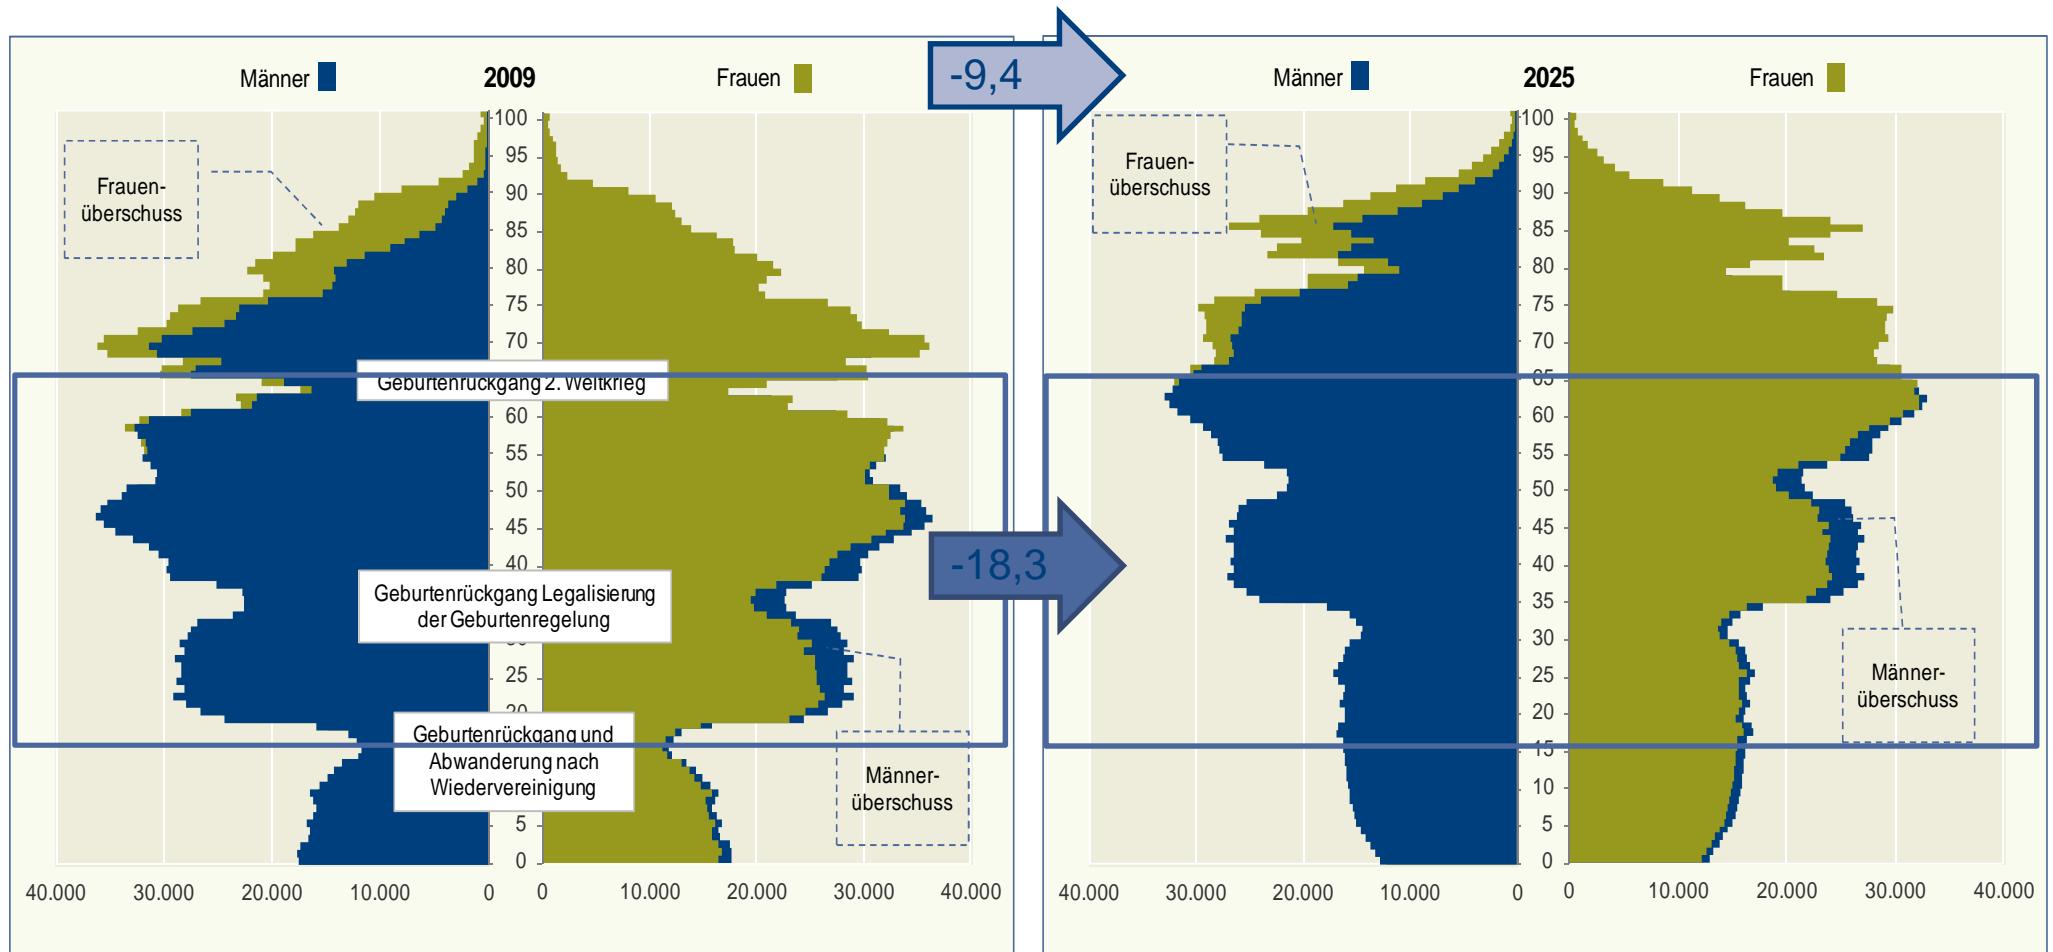 Männer
2009
Frauen
-9,4
Männer
2025
Frauen
100
95
90
85
80
75
70
60
55
50
45
40
25
20
5
0
Frauen-
überschuss
Geburtenrückgang 2. Weltkrieg
Geburtenrückgang Legalisierung
der Geburtenregelung
Geburtenrückgang und
Abwanderung nach
Wiedervereinigung
Männer-
überschuss
40.000 30.000 20.000 10.000 0 0 10.000 20.000 30.000 40.000
-18,3
100
95
90
85
80
75
70
65
60
55
50
45
40
35
30
25
20
15
10
5
0
Frauen-
überschuss
Männer-
überschuss
40.000 30.000 20.000 10.000 0 0 10.000 20.000 30.000 40.000